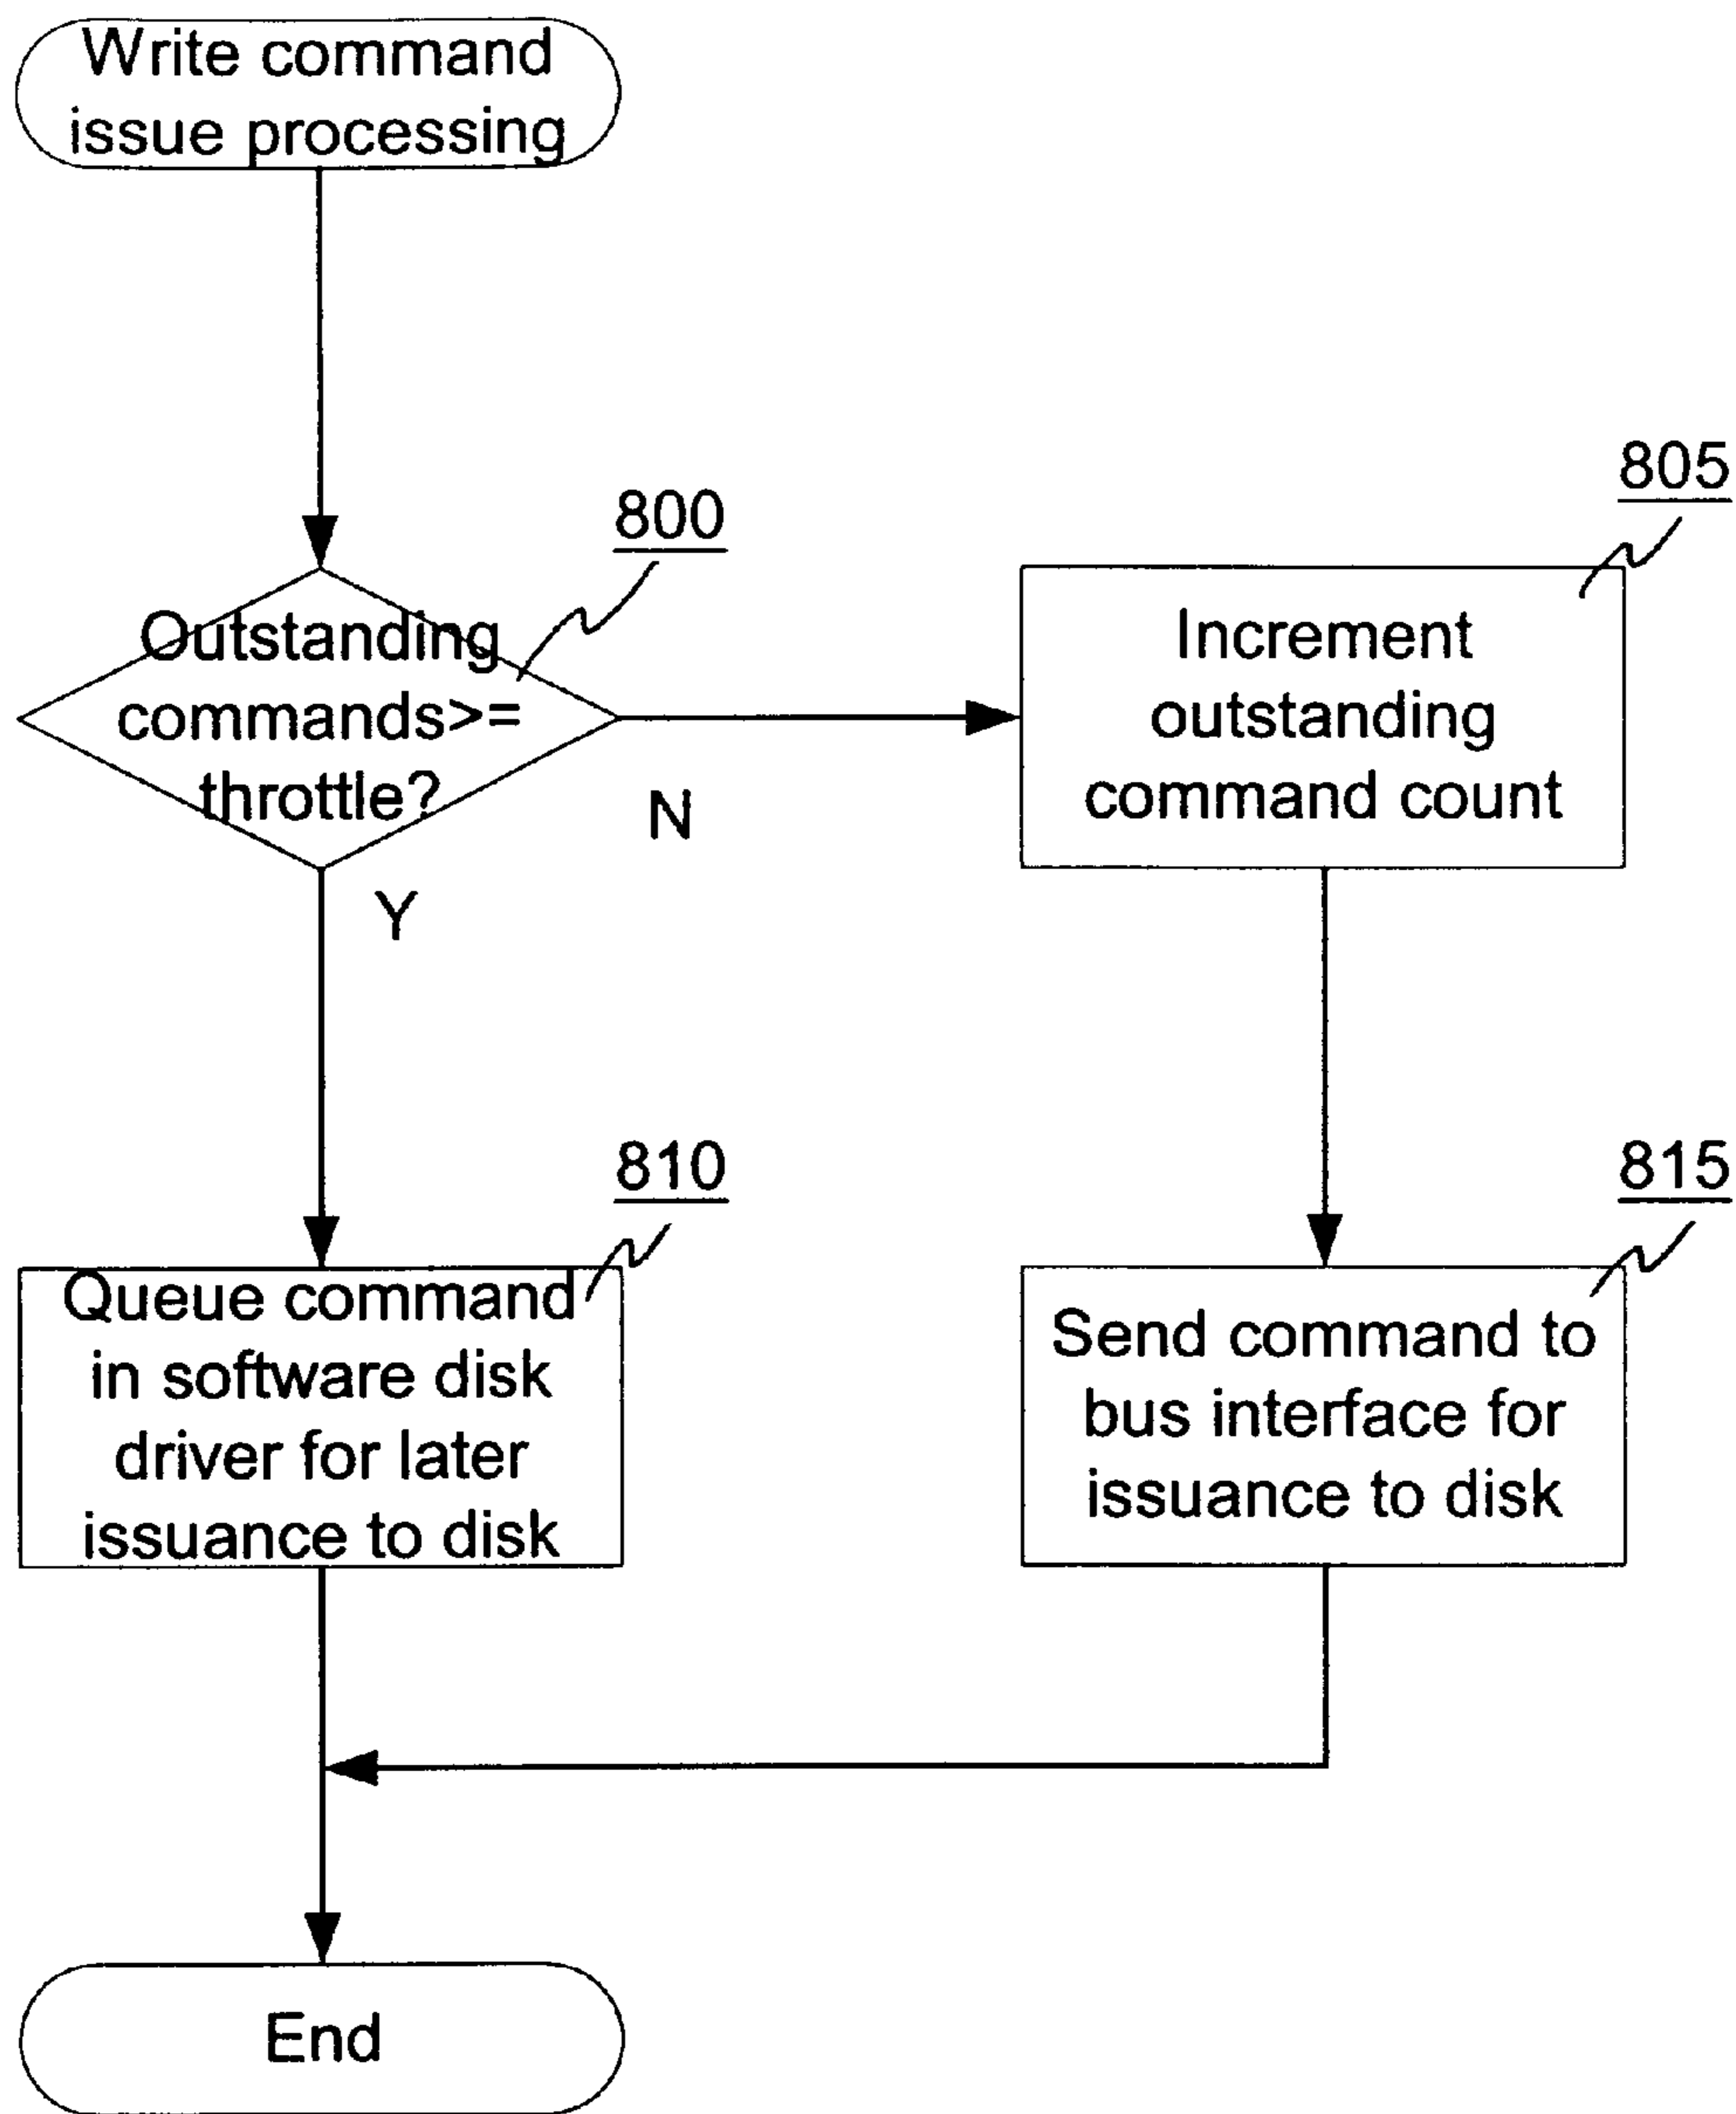 Write command
issue processing
800
805
Outstanding
commands>=
throttle?
N
Y
Increment
outstanding
command count
810
815
Queue command
in software disk
driver for later
issuance to disk
Send command to
bus interface for
issuance to disk
End